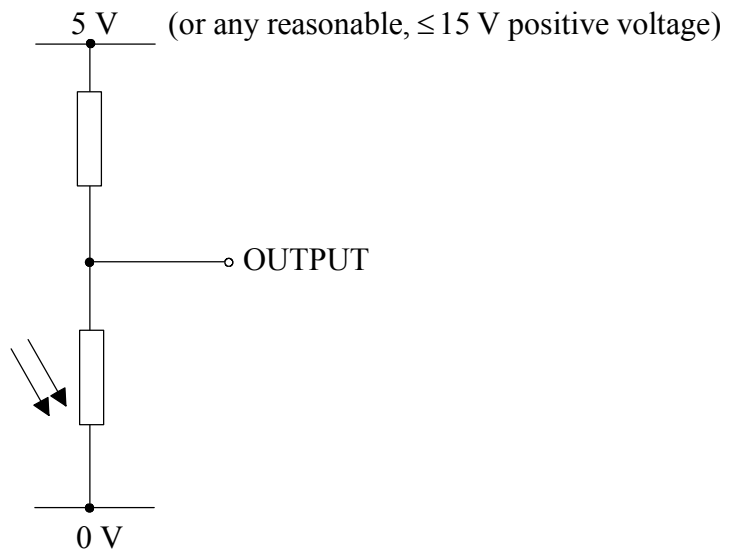 5 V (or any reasonable, ≤ 15 V positive voltage)
OUTPUT
0 V